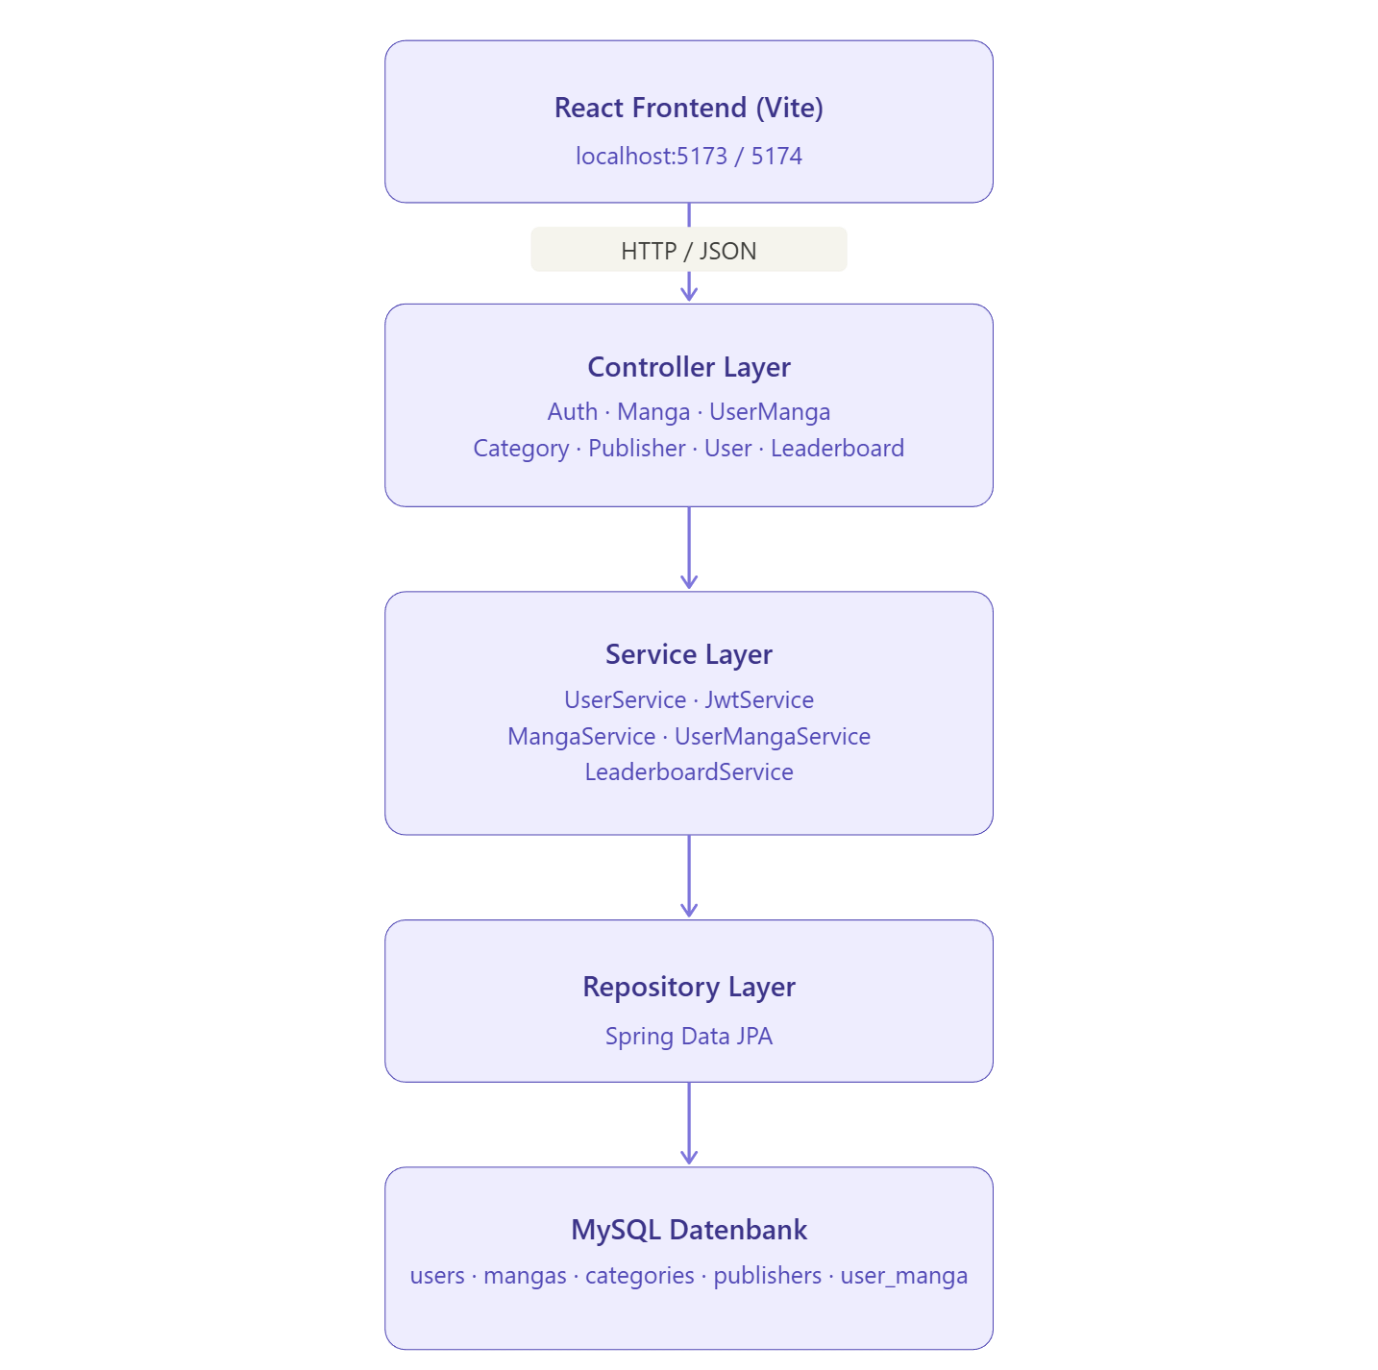 React Frontend (Vite)
localhost:5173 / 5174
HTTP / JSON
Controller Layer
Auth · Manga · UserManga
Category · Publisher · User · Leaderboard
Service Layer
UserService · JwtService
MangaService · UserMangaService
LeaderboardService
Repository Layer
Spring Data JPA
MySQL Datenbank
users · mangas · categories · publishers · user_manga